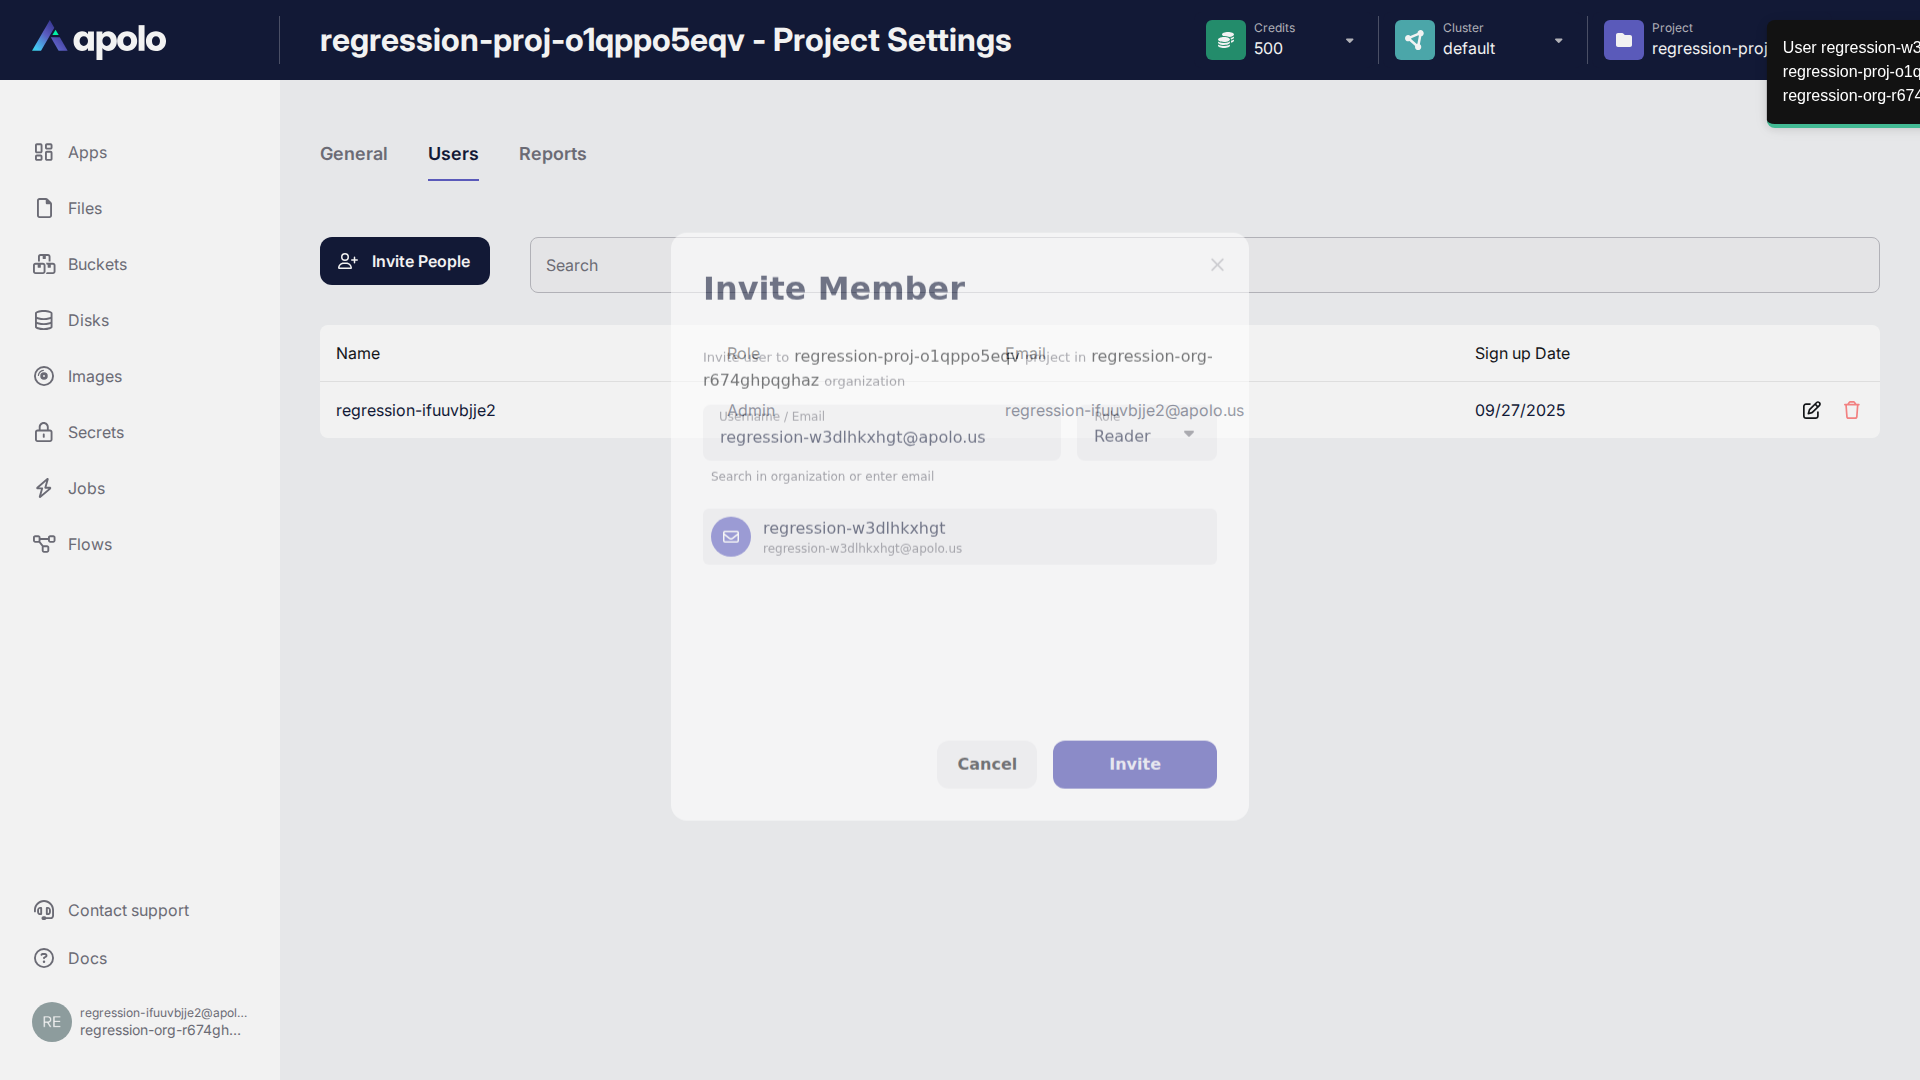 apolo
regression-proj-o1qppo5eqv - Project Settings
Credits
500
Cluster
default
Project
regression-proj
User regression-w3
regression-proj-o1q
regression-org-r674
Apps
Files
Buckets
Disks
Images
Secrets
Jobs
Flows
Contact support
Docs
RE
regression-ifuuvbjje2@apol...
regression-org-r674gh...
General
Users
Reports
Invite People
Search
Name
Role
Email
Sign up Date
regression-ifuuvbjje2
Admin
regression-ifuuvbjje2@apolo.us
09/27/2025
Invite Member
Invite user to regression-proj-o1qppo5eqv project in regression-org-
r674ghpqghaz organization
Username / Email
regression-w3dlhkxhgt@apolo.us
Role
Reader
Search in organization or enter email
regression-w3dlhkxhgt
regression-w3dlhkxhgt@apolo.us
Cancel
Invite